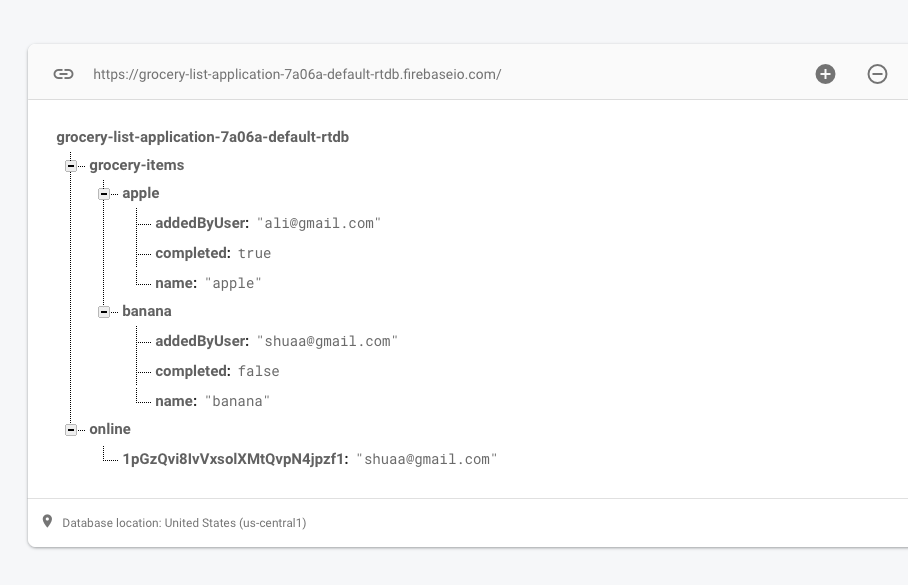 https://grocery-list-application-7a06a-default-rtdb.firebaseio.com/
grocery-list-application-7a06a-default-rtdb
grocery-items
apple
addedByUser: "ali@gmail.com"
completed: true
name: "apple"
banana
addedByUser: "shuaa@gmail.com"
completed: false
name: "banana"
online
1pGzQvi8IvVxsolXMtQvpN4jpzf1: "shuaa@gmail.com"
Database location: United States (us-central1)